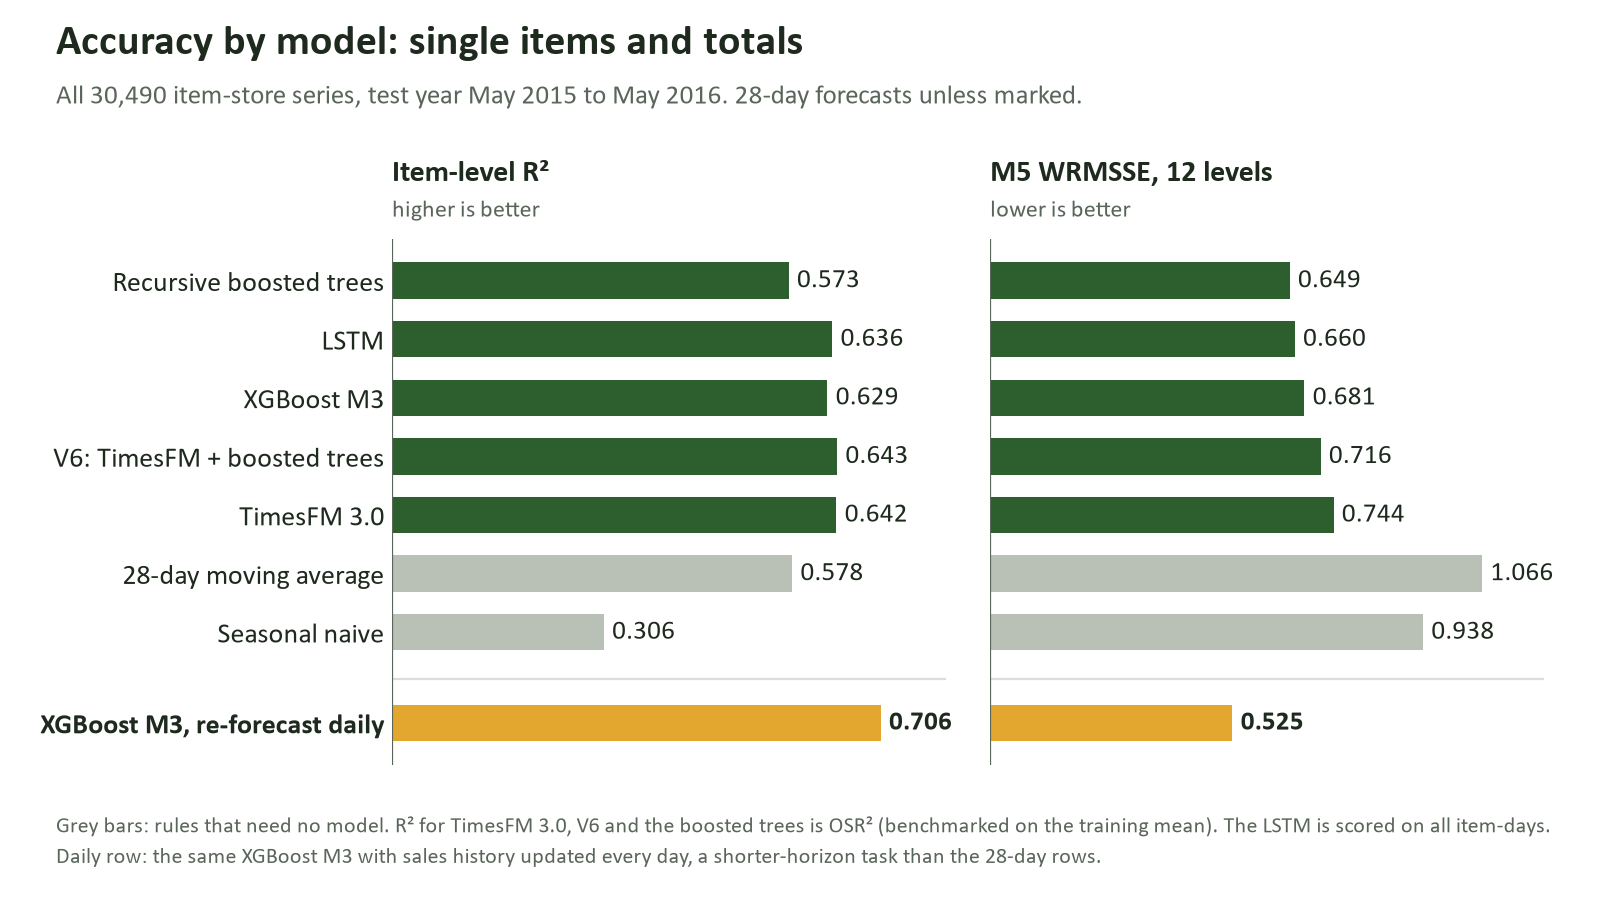 Accuracy by model: single items and totals
All 30,490 item-store series, test year May 2015 to May 2016. 28-day forecasts unless marked.
Item-level R²
higher is better
M5 WRMSSE, 12 levels
lower is better
Recursive boosted trees 0.573 0.649
LSTM 0.636 0.660
XGBoost M3 0.629 0.681
V6: TimesFM + boosted trees 0.643 0.716
TimesFM 3.0 0.642 0.744
28-day moving average 0.578 1.066
Seasonal naive 0.306 0.938
XGBoost M3, re-forecast daily 0.706 0.525
Grey bars: rules that need no model. R² for TimesFM 3.0, V6 and the boosted trees is OSR² (benchmarked on the training mean). The LSTM is scored on all item-days.
Daily row: the same XGBoost M3 with sales history updated every day, a shorter-horizon task than the 28-day rows.